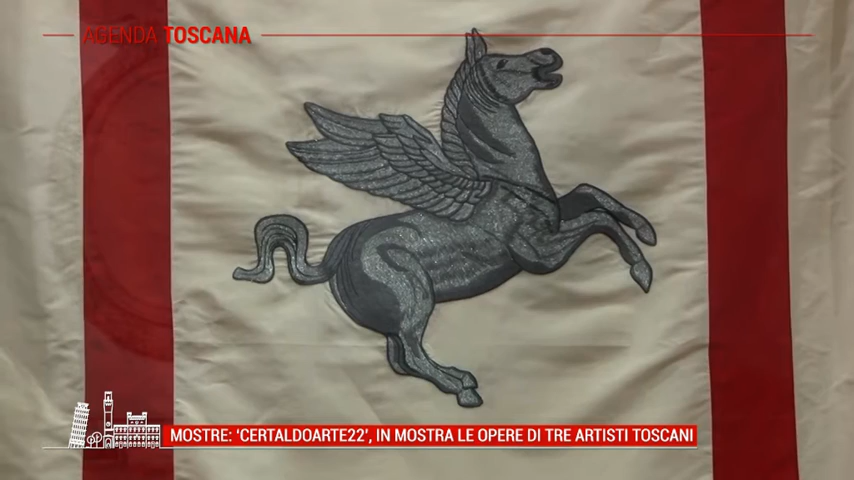 AGENDA TOSCANA
MOSTRE: ‘CERTALDOARTE22’, IN MOSTRA LE OPERE DI TRE ARTISTI TOSCANI